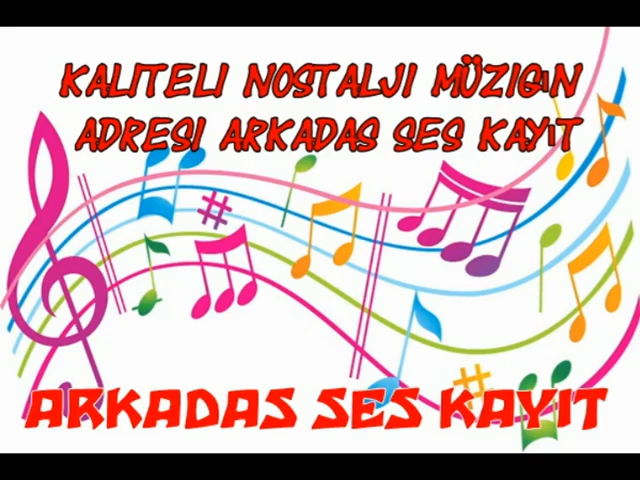 KALITELI NOSTALJI MÜZIGIN
ADRESI ARKADAS SES KAYIT
ARKADAS SES KAYIT